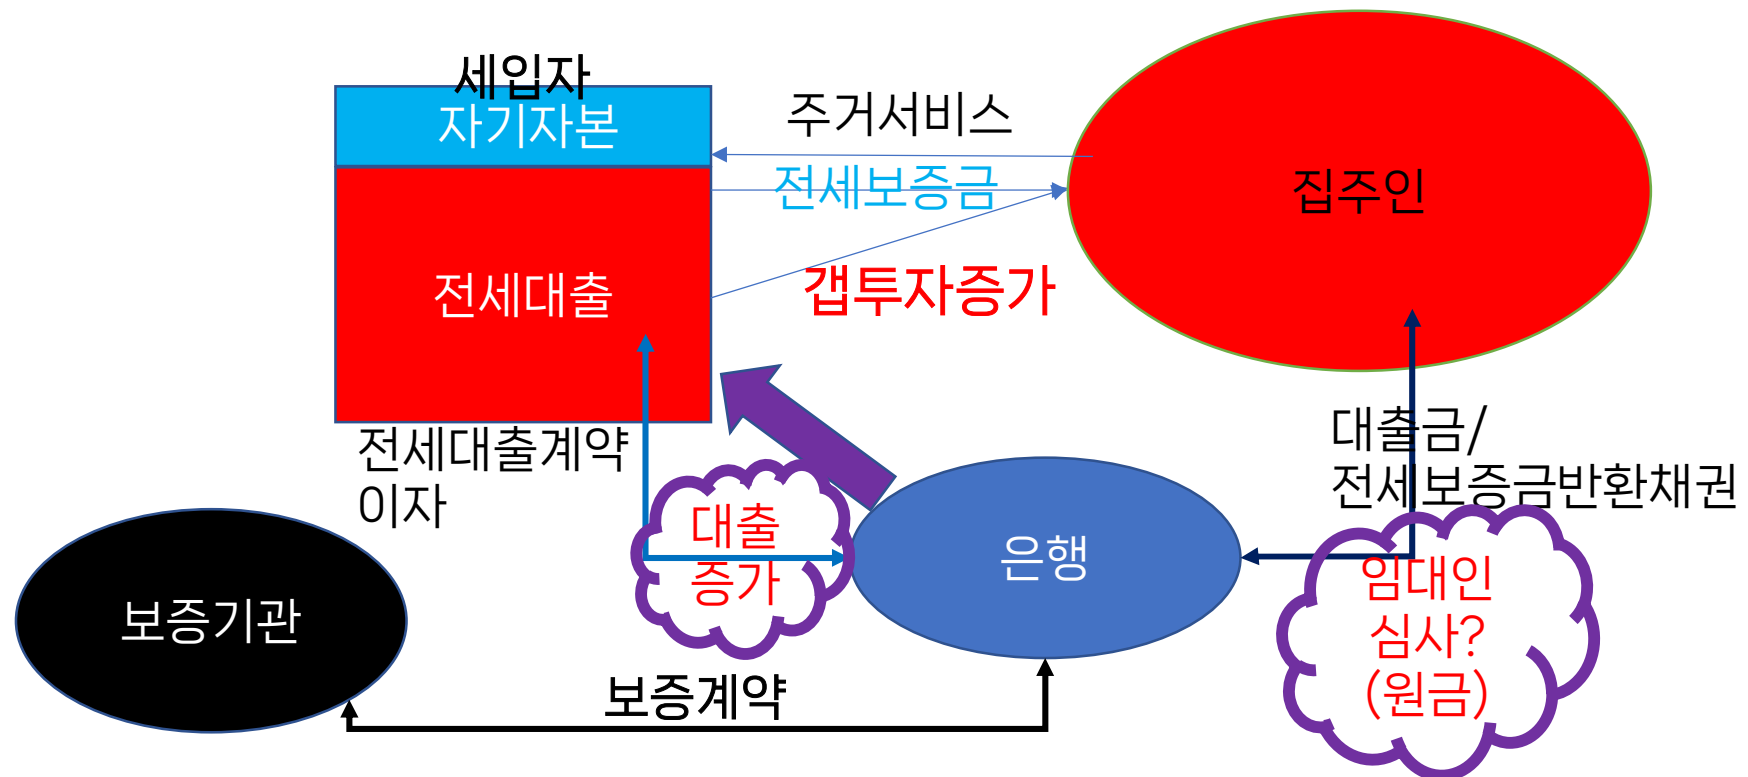 세입자
자기자본
주거서비스
전세보증금
집주인
전세대출
갭투자증가
전세대출계약
이자
대출금/
전세보증금반환채권
대출
증가
은행
임대인
심사?
(원금)
보증기관
보증계약